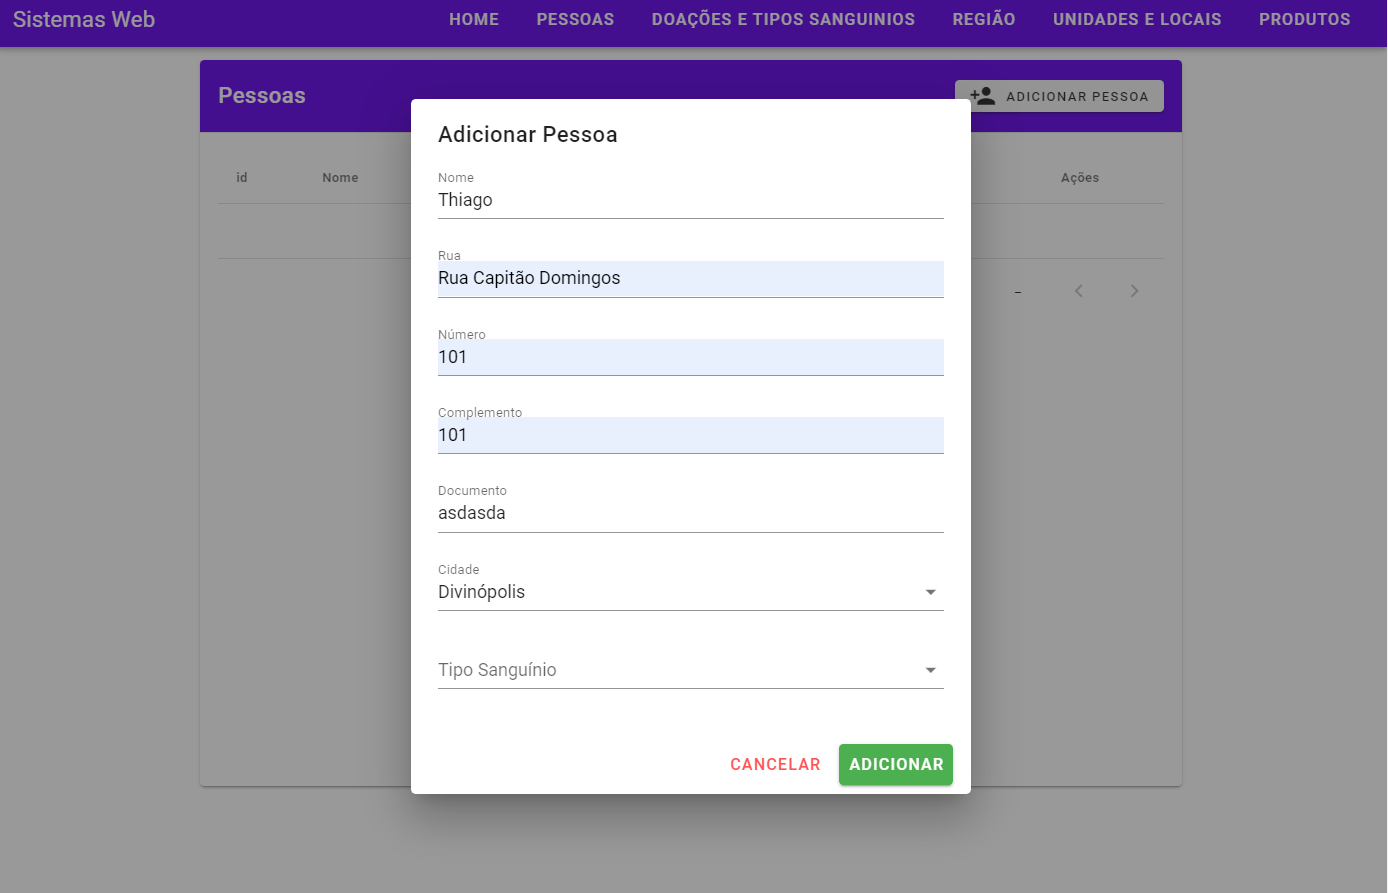 Sistemas Web HOME PESSOAS DOAÇÕES E TIPOS SANGUINIOS REGIÃO UNIDADES E LOCAIS PRODUTOS
Pessoas ADICIONAR PESSOA
id Nome Ações
–
Adicionar Pessoa
Nome
Thiago
Rua
Rua Capitão Domingos
Número
101
Complemento
101
Documento
asdasda
Cidade
Divinópolis
Tipo Sanguínio
CANCELAR ADICIONAR